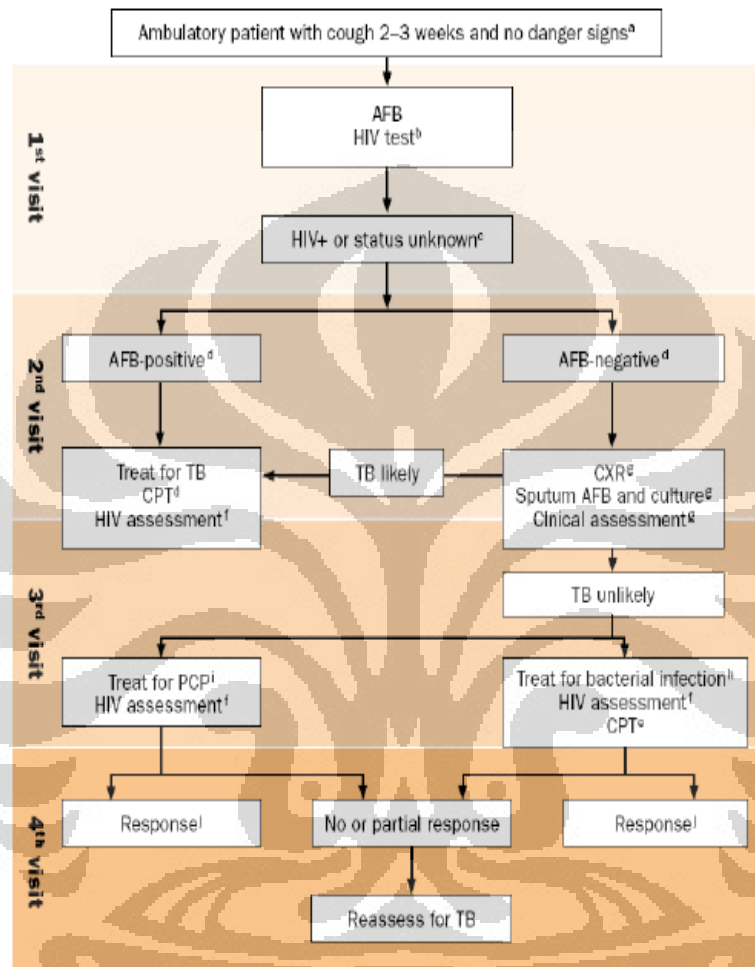 Ambulatory patient with cough 2–3 weeks and no danger signsᵃ
1ˢᵗ visit
AFB
HIV testᵇ
HIV+ or status unknownᶜ
2ⁿᵈ visit
AFB-positiveᵈ
AFB-negativeᵈ
Treat for TB
CPTᵈ
HIV assessmentᶠ
TB likely
CXRᵍ
Sputum AFB and cultureᵍ
Clinical assessmentᵍ
3ʳᵈ visit
TB unlikely
Treat for PCPⁱ
HIV assessmentᶠ
Treat for bacterial infectionʰ
HIV assessmentᶠ
CPTᵉ
4ᵗʰ visit
Responseʲ
No or partial response
Responseʲ
Reassess for TB